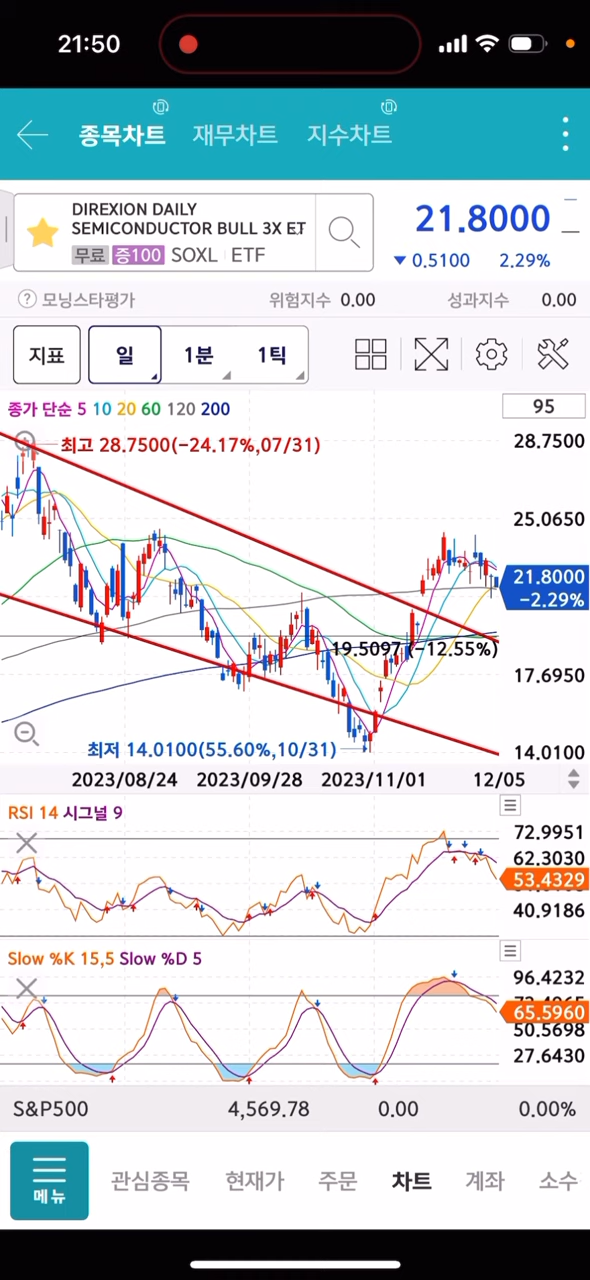 21:50
종목차트 재무차트 지수차트
DIREXION DAILY
SEMICONDUCTOR BULL 3X ET
무료 증100 SOXL ETF
21.8000
▼ 0.5100 2.29%
? 모닝스타평가 위험지수 0.00 성과지수 0.00
지표 일 1분 1틱
종가 단순 5 10 20 60 120 200
95
최고 28.7500(-24.17%,07/31)
28.7500
25.0650
21.8000
-2.29%
19.5097 (-12.55%)
17.6950
최저 14.0100(55.60%,10/31)
14.0100
2023/08/24 2023/09/28 2023/11/01 12/05
RSI 14 시그널 9
72.9951
62.3030
53.4329
40.9186
Slow %K 15,5 Slow %D 5
96.4232
65.5960
50.5698
27.6430
S&P500 4,569.78 0.00 0.00%
메뉴 관심종목 현재가 주문 차트 계좌 소수